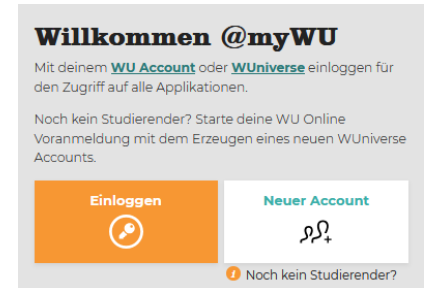 Willkommen @myWU
Mit deinem WU Account oder WUniverse einloggen für
den Zugriff auf alle Applikationen.
Noch kein Studierender? Starte deine WU Online
Voranmeldung mit dem Erzeugen eines neuen WUniverse
Accounts.
Einloggen
Neuer Account
i Noch kein Studierender?